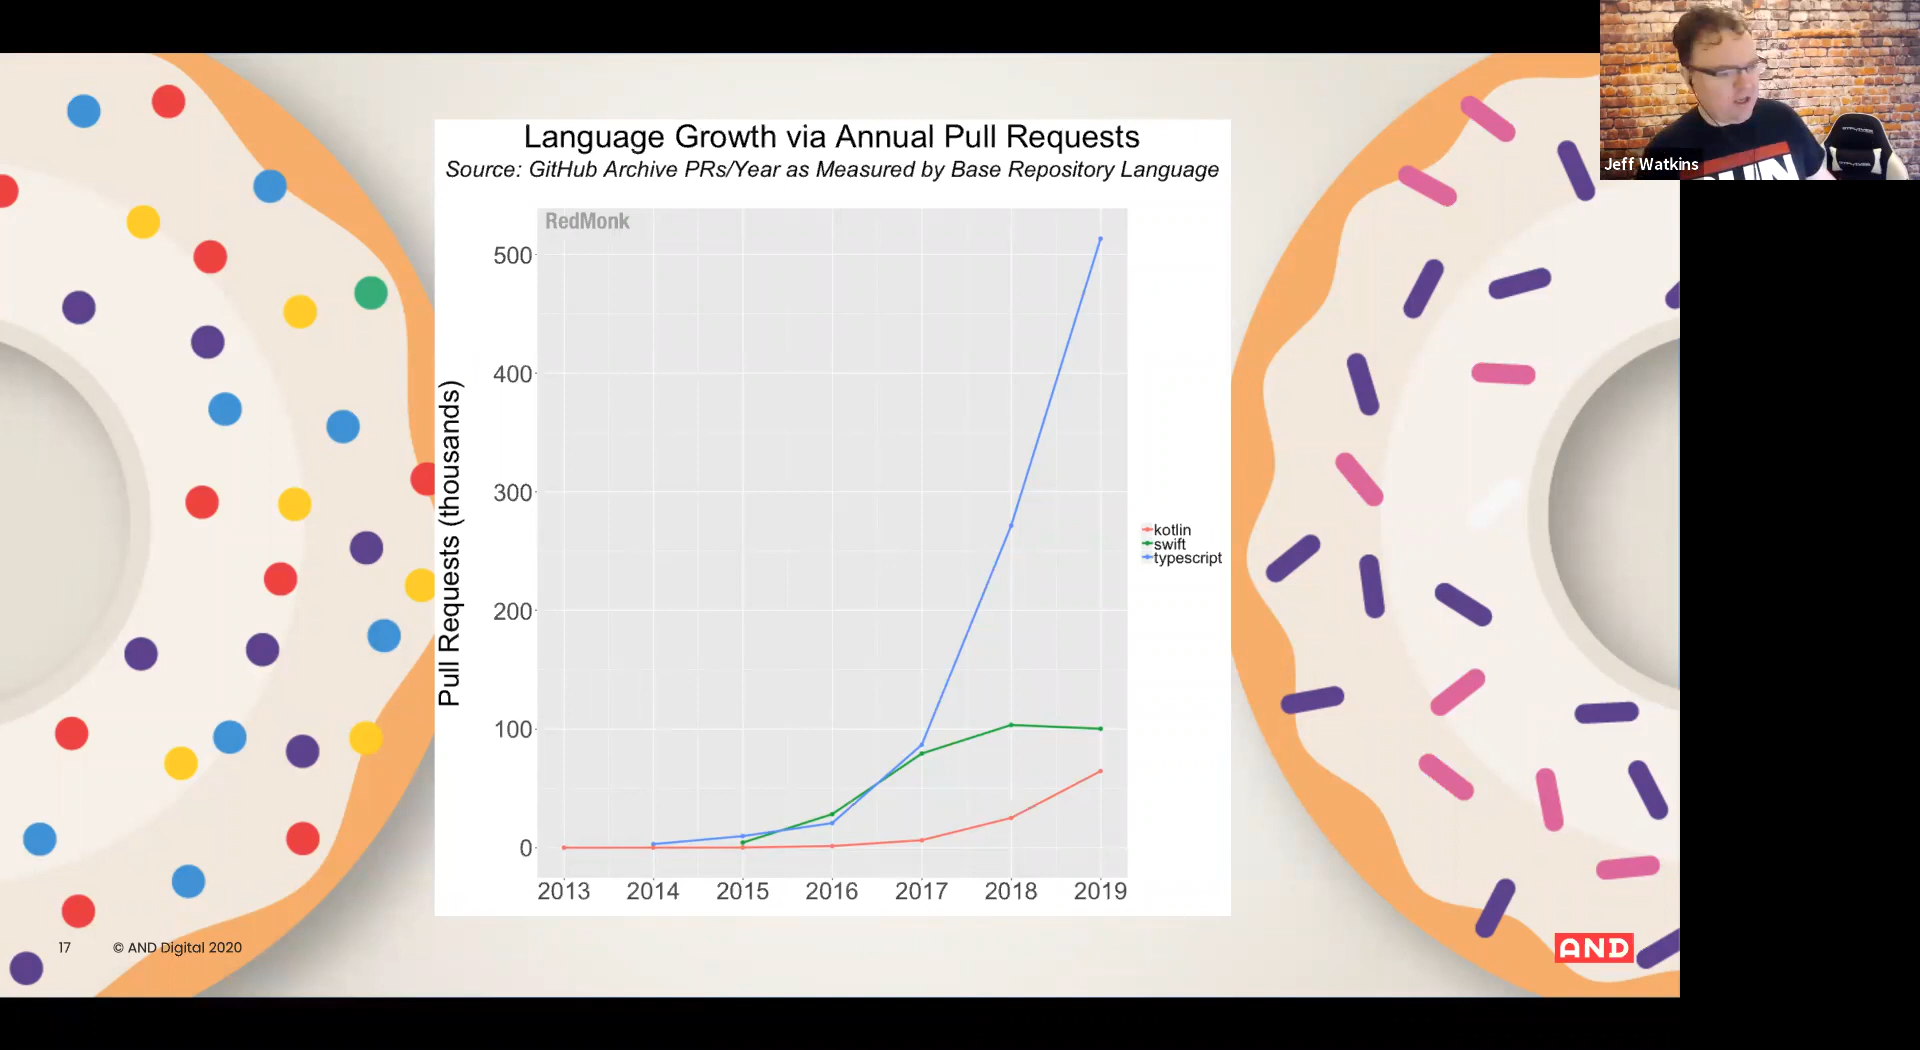 Language Growth via Annual Pull Requests
Source: GitHub Archive PRs/Year as Measured by Base Repository Language
RedMonk
Pull Requests (thousands)
500
400
300
200
100
0
2013 2014 2015 2016 2017 2018 2019
kotlin
swift
typescript
Jeff Watkins
17 © AND Digital 2020
AND